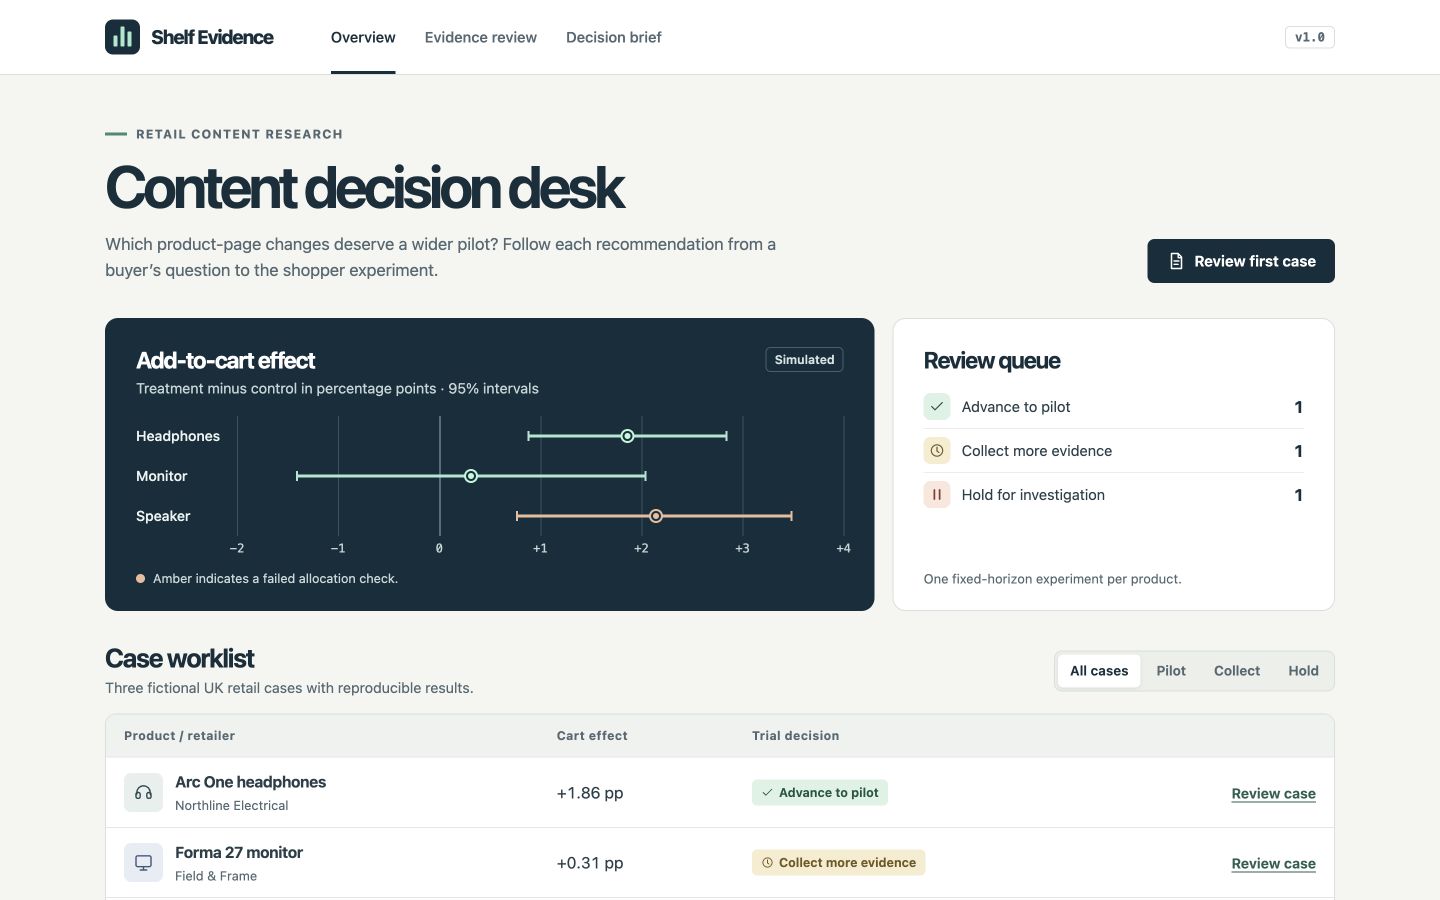 Shelf Evidence
Overview
Evidence review
Decision brief
v1.0
RETAIL CONTENT RESEARCH
Content decision desk
Which product-page changes deserve a wider pilot? Follow each recommendation from a
buyer’s question to the shopper experiment.
Review first case
Add-to-cart effect
Simulated
Treatment minus control in percentage points · 95% intervals
Headphones
Monitor
Speaker
−2 −1 0 +1 +2 +3 +4
Amber indicates a failed allocation check.
Review queue
Advance to pilot 1
Collect more evidence 1
Hold for investigation 1
One fixed-horizon experiment per product.
Case worklist
Three fictional UK retail cases with reproducible results.
All cases Pilot Collect Hold
Product / retailer Cart effect Trial decision
Arc One headphones
Northline Electrical
+1.86 pp
Advance to pilot
Review case
Forma 27 monitor
Field & Frame
+0.31 pp
Collect more evidence
Review case